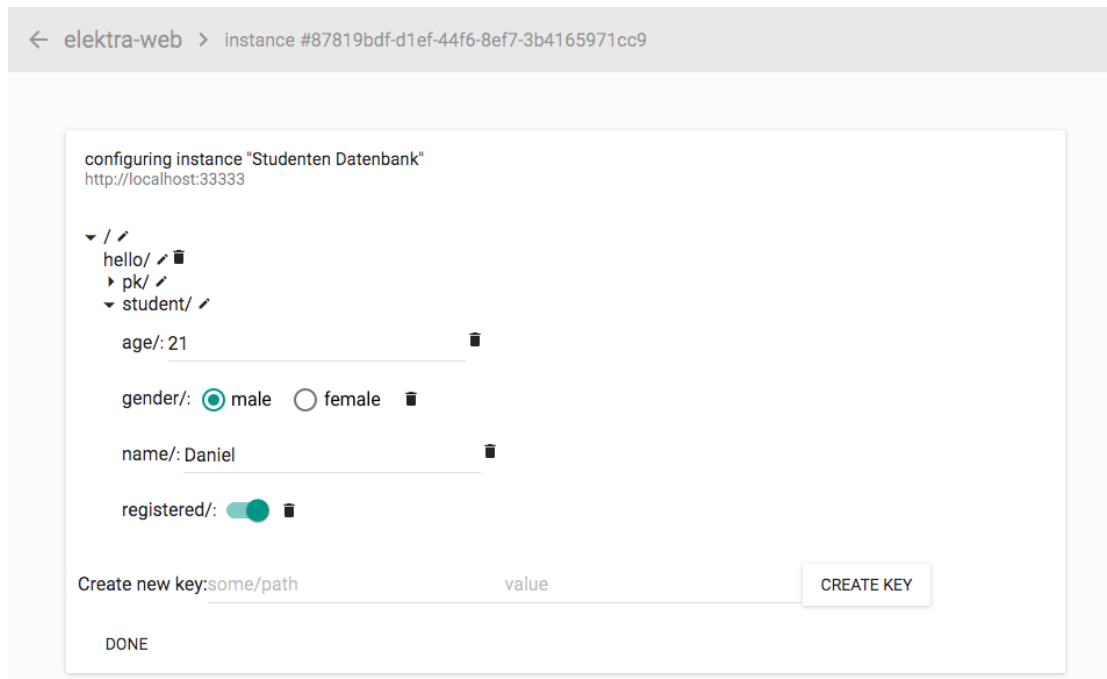 elektra-web > instance #87819bdf-d1ef-44f6-8ef7-3b4165971cc9
configuring instance "Studenten Datenbank"
http://localhost:33333
/
hello/
pk/
student/
age/: 21
gender/: male female
name/: Daniel
registered/:
Create new key: some/path value CREATE KEY
DONE